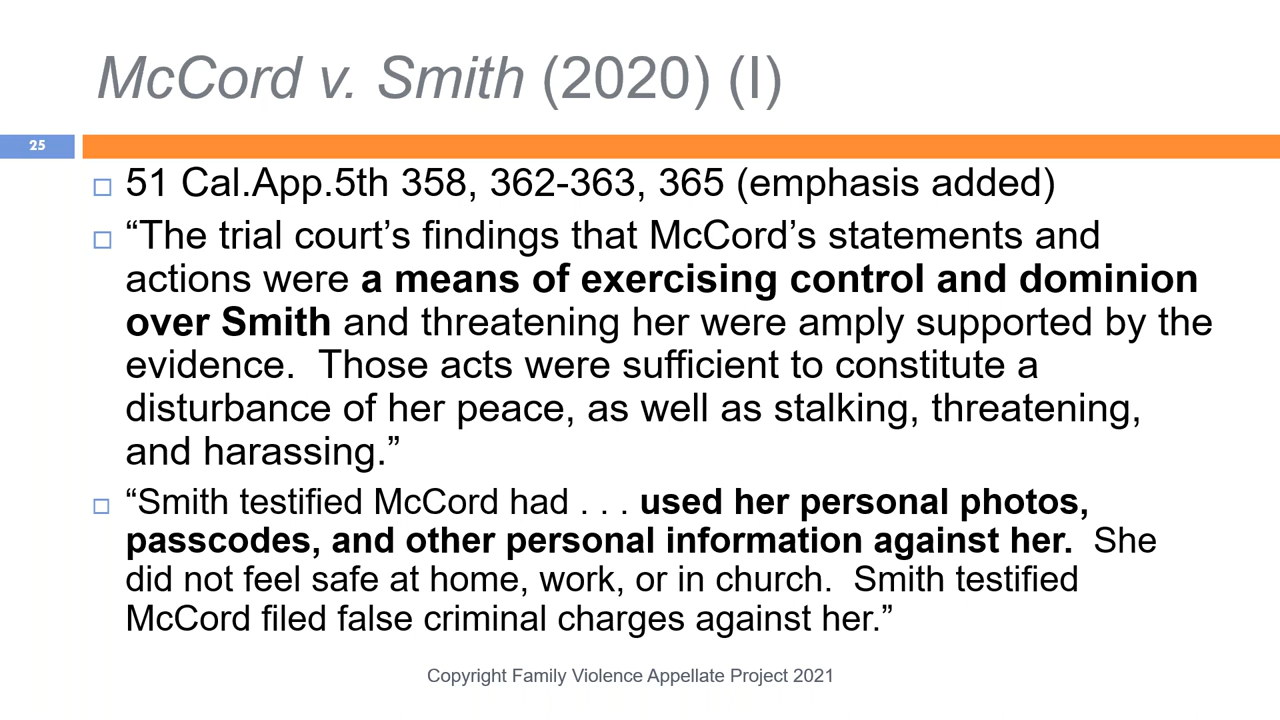 McCord v. Smith (2020) (I)
25
51 Cal.App.5th 358, 362-363, 365 (emphasis added)
“The trial court’s findings that McCord’s statements and
actions were a means of exercising control and dominion
over Smith and threatening her were amply supported by the
evidence.  Those acts were sufficient to constitute a
disturbance of her peace, as well as stalking, threatening,
and harassing.”
“Smith testified McCord had . . . used her personal photos,
passcodes, and other personal information against her.  She
did not feel safe at home, work, or in church.  Smith testified
McCord filed false criminal charges against her.”
Copyright Family Violence Appellate Project 2021